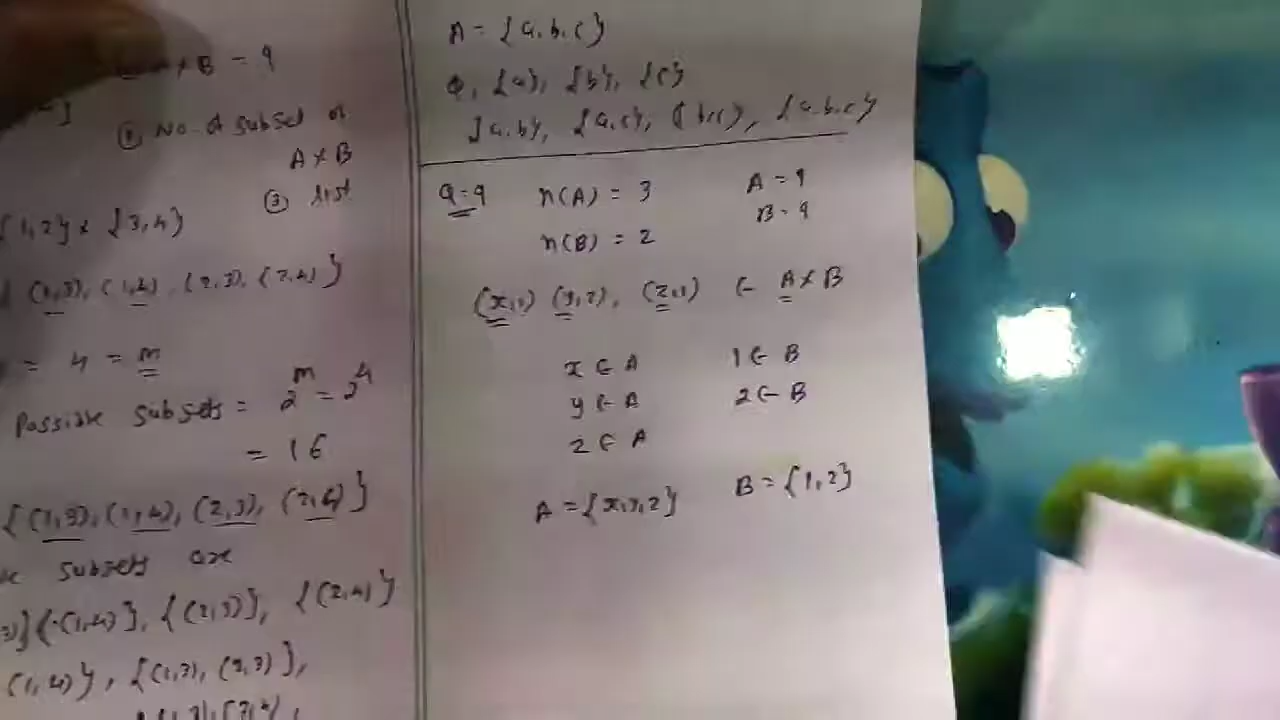 × B = 9
② No. of subset of
A × B
③ list
{1,2} × {3,4}
{(1,3), (1,4), (2,3), (2,4)}
= 4 = m
Possible subsets = 2^m = 2^4
= 16
{(1,3), (1,4), (2,3), (2,4)}
subsets are
{(1,4)}, {(2,3)}, {(2,4)}
(1,4)}, {(1,3), (2,3)},
A = {a, b, c}
Φ, {a}, {b}, {c}
{a,b}, {a,c}, {b,c}, {a,b,c}
Q-9 n(A) = 3 A = 9
n(B) = 2 B = 9
(x,1) (y,2), (z,1) ∈ A × B
x ∈ A 1 ∈ B
y ∈ A 2 ∈ B
z ∈ A
A = {x,y,z} B = {1,2}